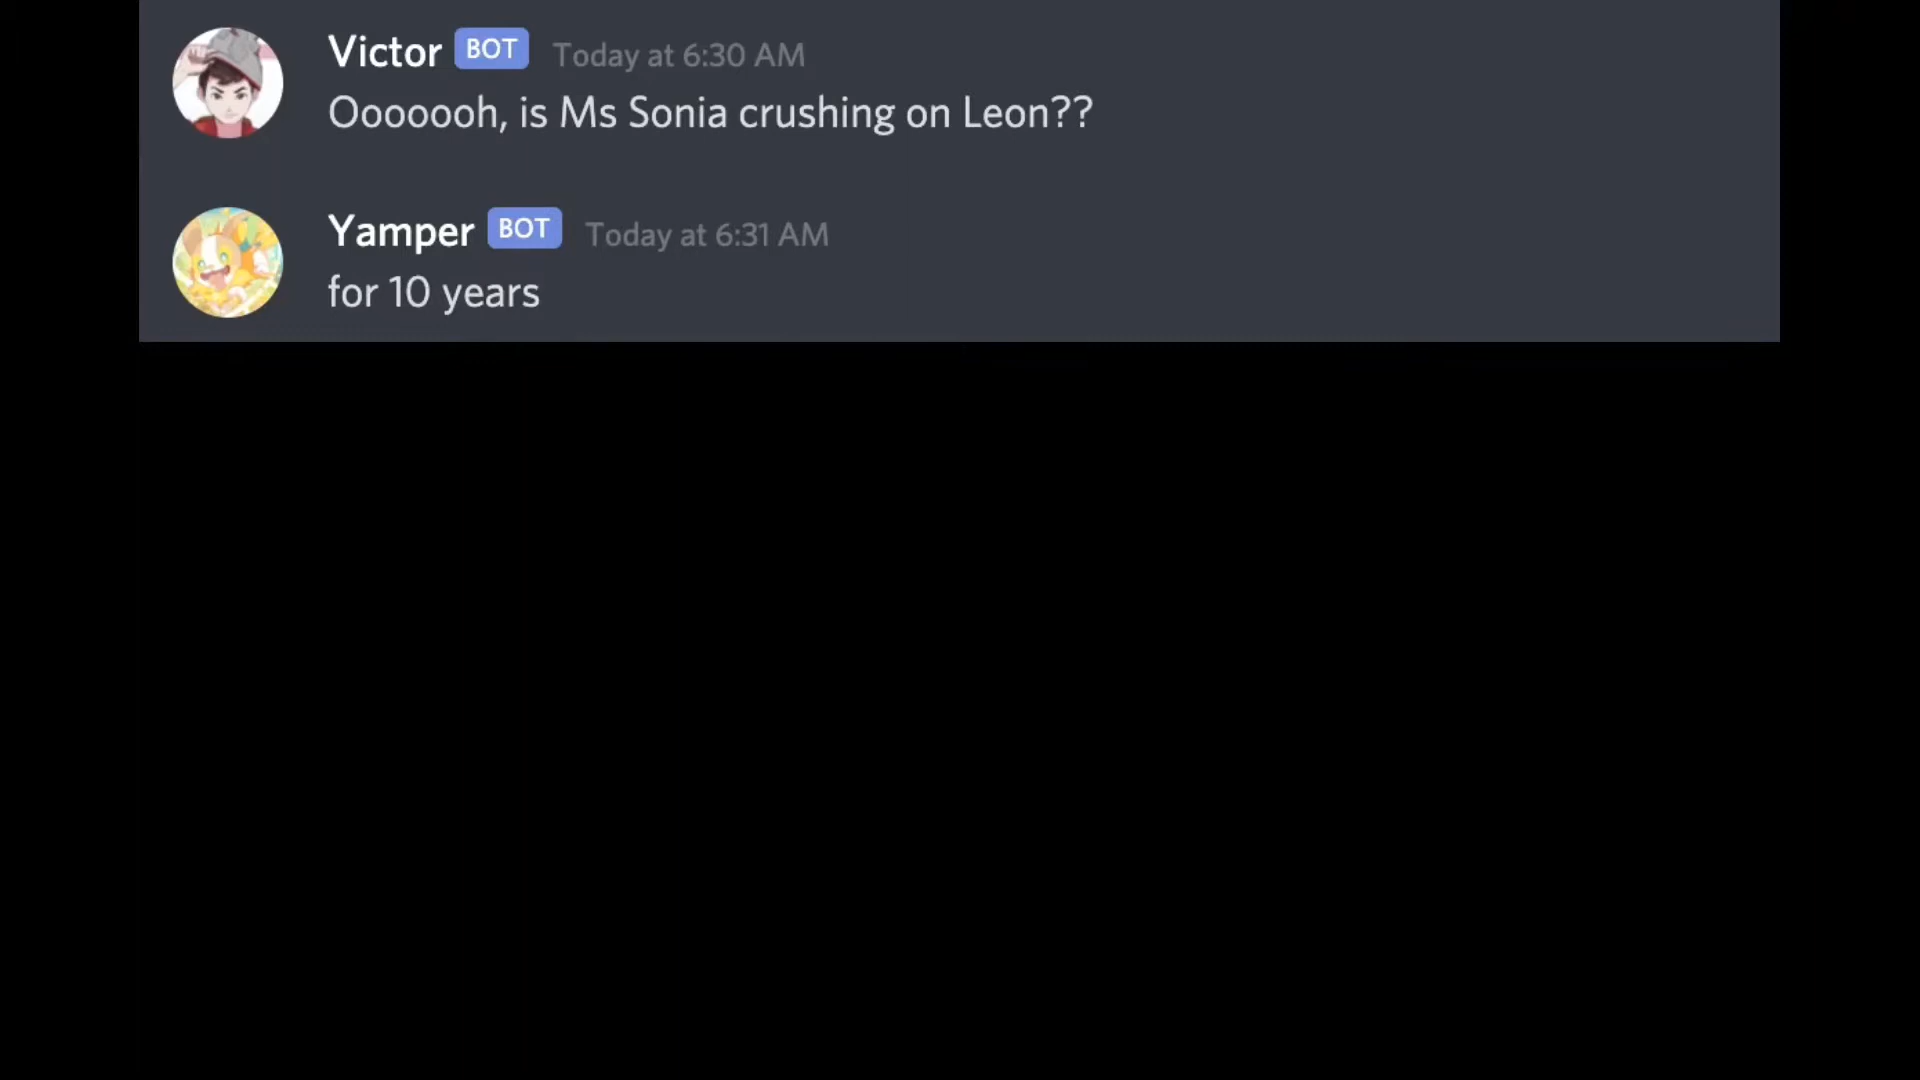 Victor BOT Today at 6:30 AM
Ooooooh, is Ms Sonia crushing on Leon??
Yamper BOT Today at 6:31 AM
for 10 years